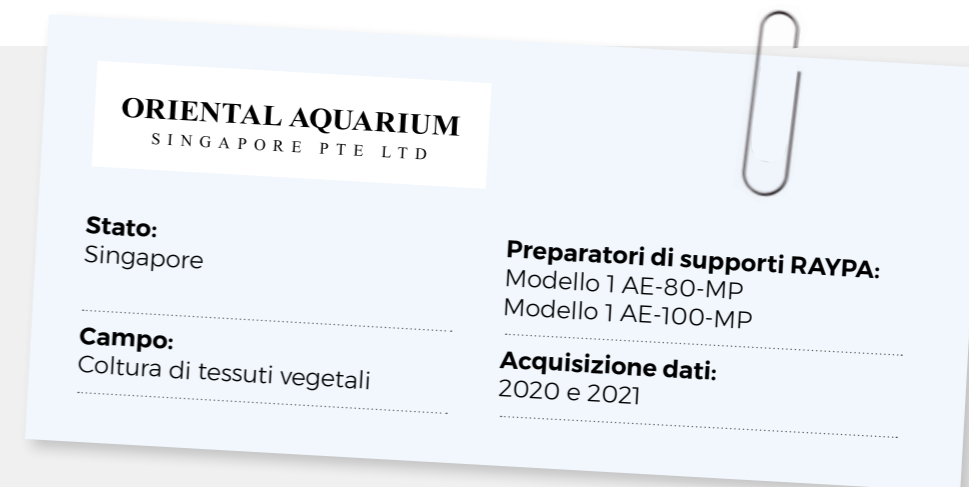 ORIENTAL AQUARIUM
SINGAPORE PTE LTD
Stato:
Singapore
Campo:
Coltura di tessuti vegetali
Preparatori di supporti RAYPA:
Modello 1 AE-80-MP
Modello 1 AE-100-MP
Acquisizione dati:
2020 e 2021